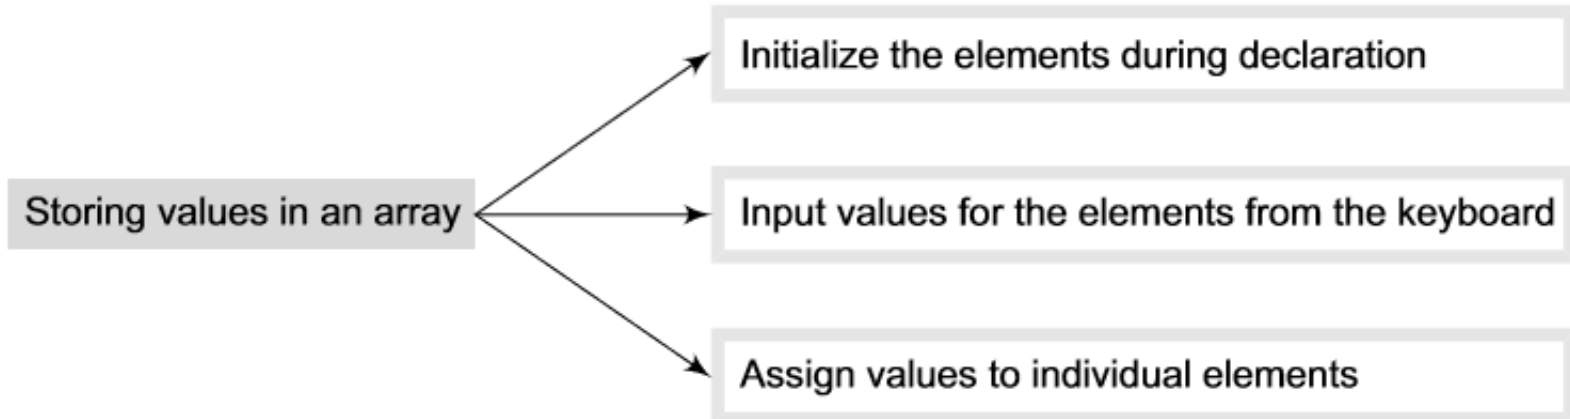 Initialize the elements during declaration
Storing values in an array
Input values for the elements from the keyboard
Assign values to individual elements